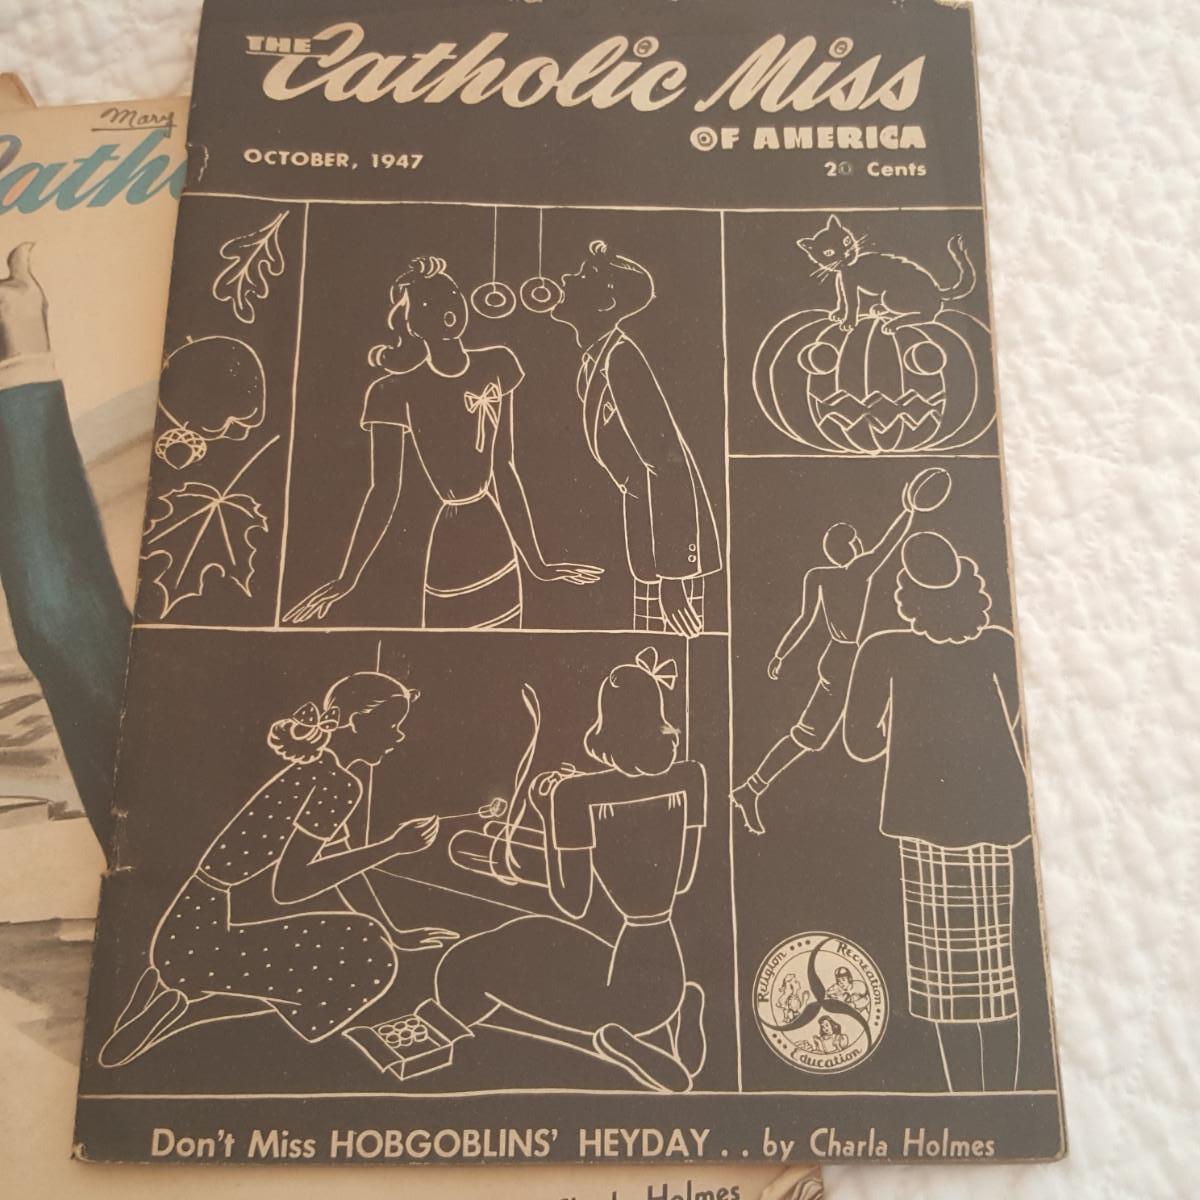 THE Catholic Miss
OF AMERICA
OCTOBER, 1947
20 Cents
Mary
Cath
Religion
Recreation
Education
Don't Miss HOBGOBLINS' HEYDAY . . by Charla Holmes
Charla Holmes